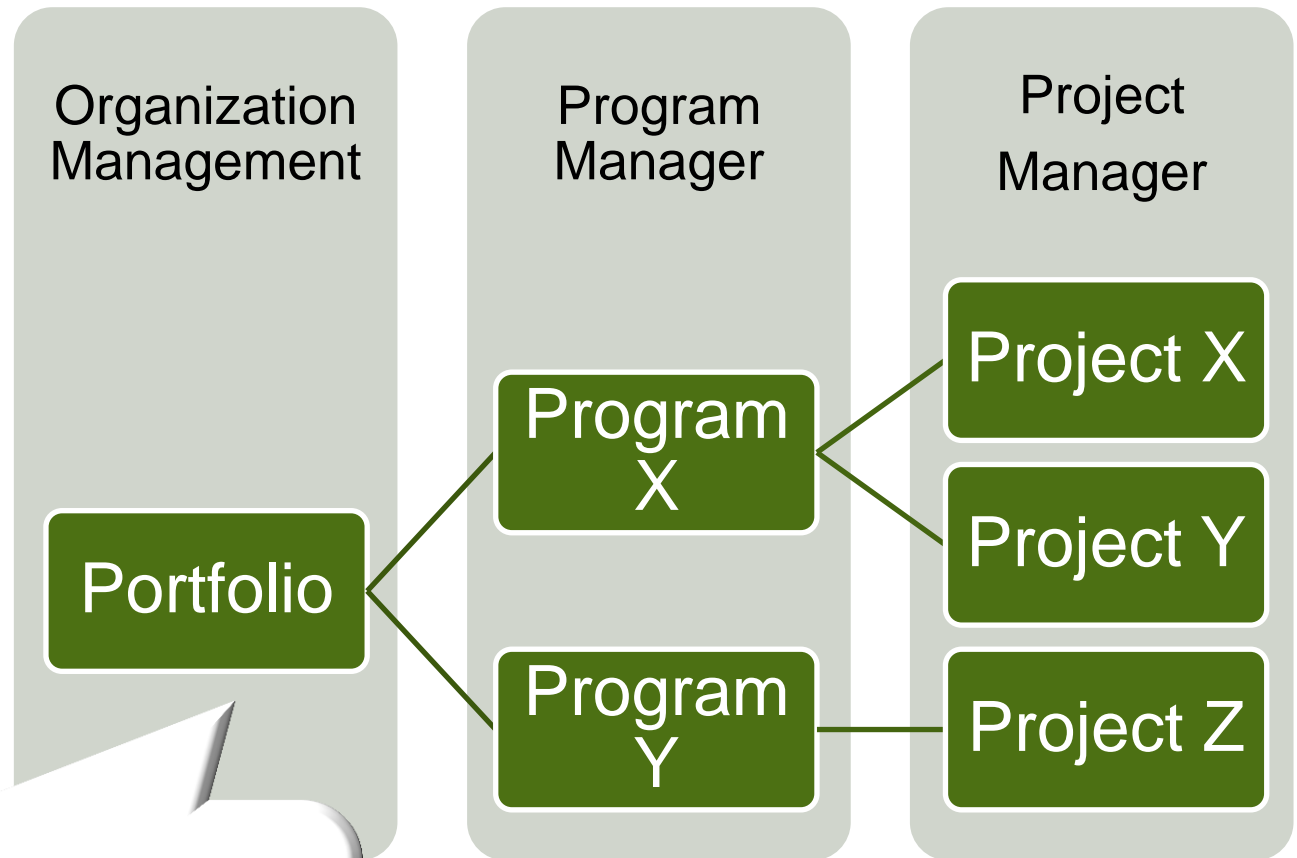 Organization
Management
Portfolio
Program
Manager
Program
X
Program
Y
Project
Manager
Project X
Project Y
Project Z